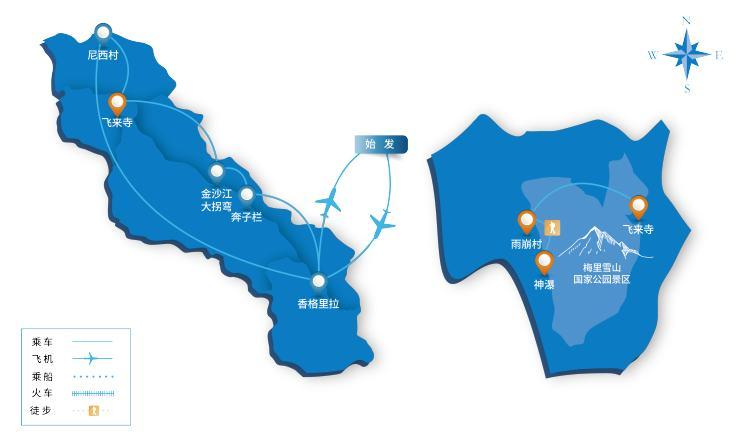 N
W
E
S
尼西村
飞来寺
始发
金沙江
大拐弯
奔子栏
香格里拉
飞来寺
雨崩村
神瀑
梅里雪山
国家公园景区
乘车
飞机
乘船
火车
徒步